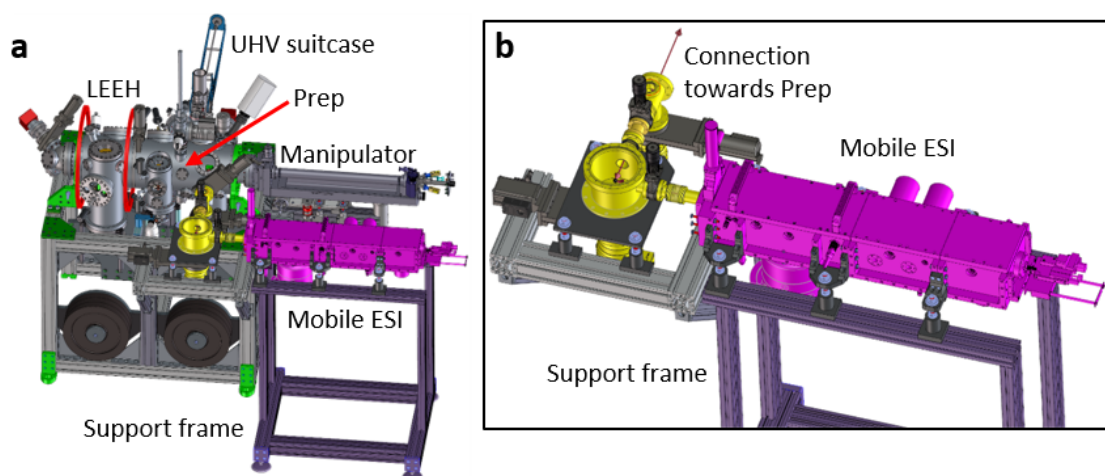 a
UHV suitcase
LEEH
Prep
Manipulator
Mobile ESI
Support frame
b
Connection
towards Prep
Mobile ESI
Support frame